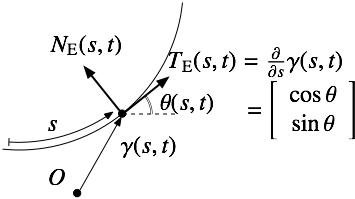 N_E(s, t)
T_E(s, t) = ∂/∂s γ(s, t)
θ(s, t)
= [ cos θ
sin θ ]
s
γ(s, t)
O